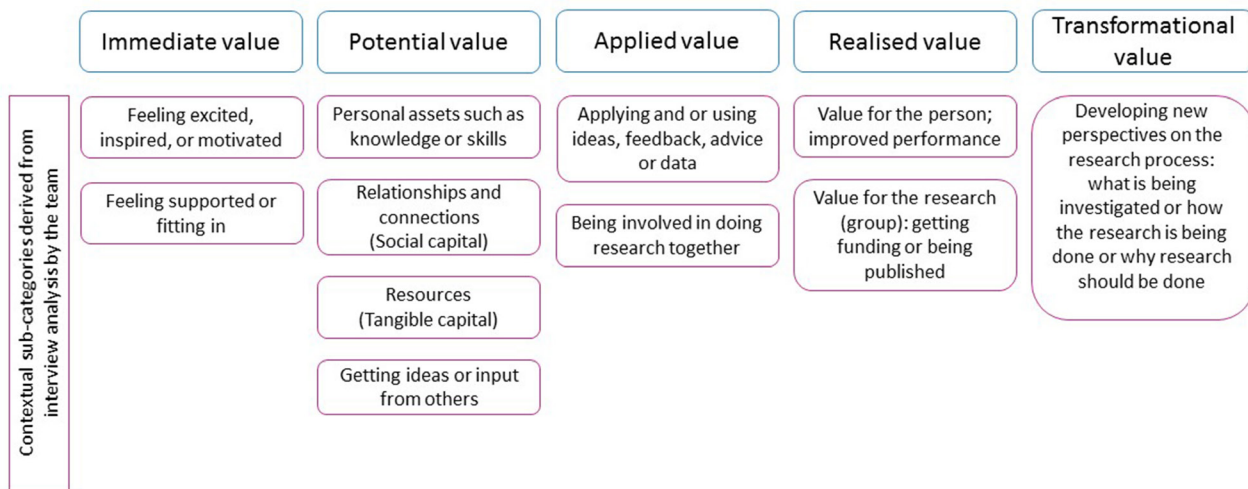 Immediate value
Potential value
Applied value
Realised value
Transformational
value
Contextual sub-categories derived from
interview analysis by the team
Feeling excited,
inspired, or motivated
Feeling supported or
fitting in
Personal assets such as
knowledge or skills
Relationships and
connections
(Social capital)
Resources
(Tangible capital)
Getting ideas or input
from others
Applying and or using
ideas, feedback, advice
or data
Being involved in doing
research together
Value for the person;
improved performance
Value for the research
(group): getting
funding or being
published
Developing new
perspectives on the
research process:
what is being
investigated or how
the research is being
done or why research
should be done